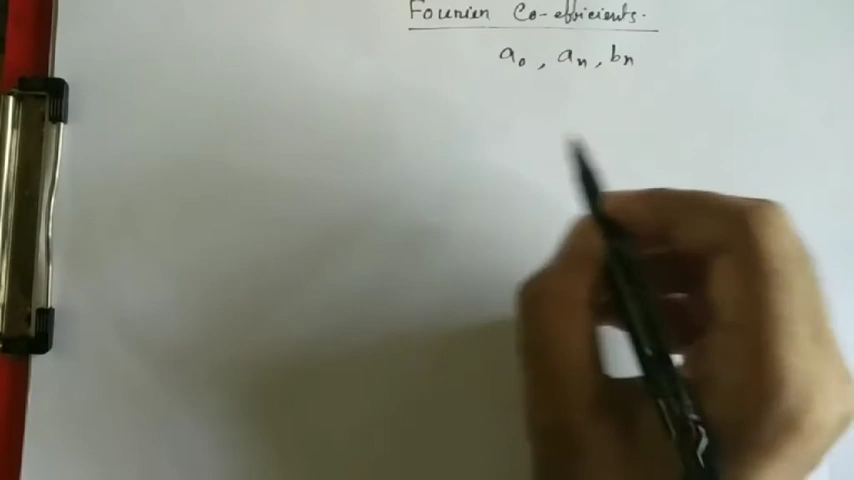 Fourier Co-efficients.
a₀, aₙ, bₙ